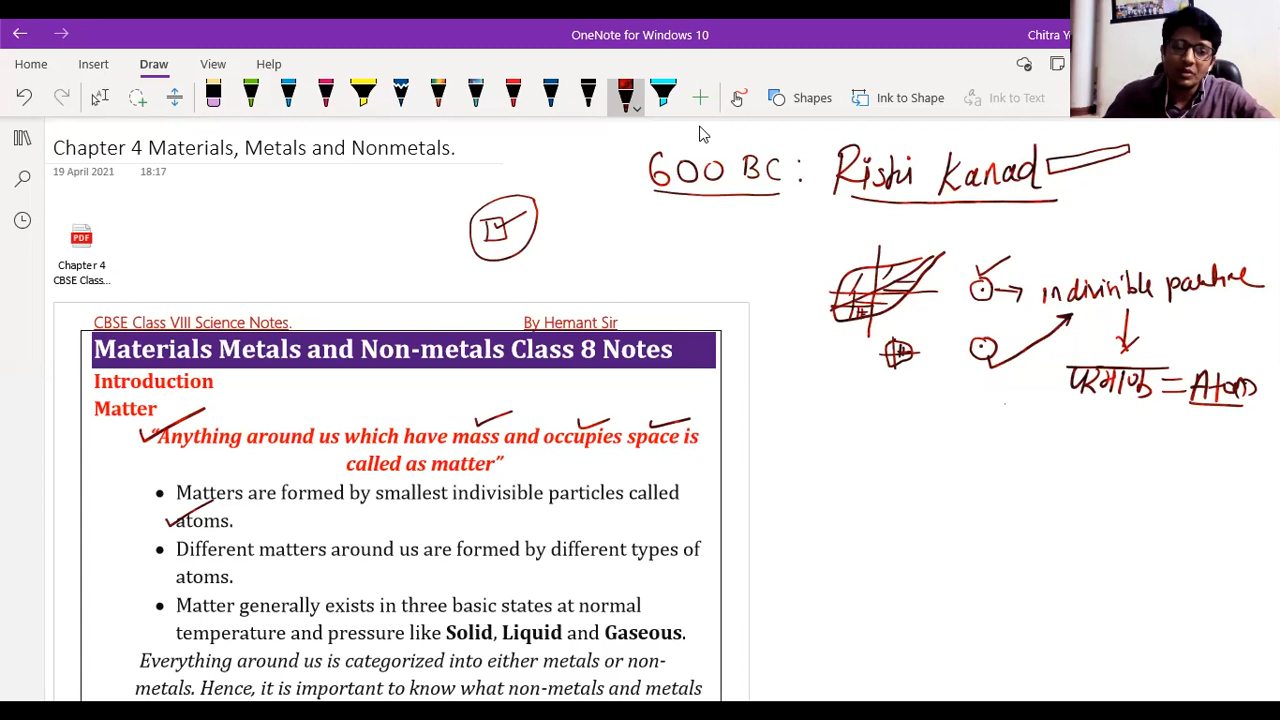 OneNote for Windows 10
Chitra Y
Home Insert Draw View Help
Shapes Ink to Shape Ink to Text
Chapter 4 Materials, Metals and Nonmetals.
19 April 2021 18:17
600 BC : Rishi Kanad
PDF
Chapter 4
CBSE Class...
indivisible particle
परमाणु = Atoms
CBSE Class VIII Science Notes. By Hemant Sir
Materials Metals and Non-metals Class 8 Notes
Introduction
Matter
“Anything around us which have mass and occupies space is
called as matter”
• Matters are formed by smallest indivisible particles called
atoms.
• Different matters around us are formed by different types of
atoms.
• Matter generally exists in three basic states at normal
temperature and pressure like Solid, Liquid and Gaseous.
Everything around us is categorized into either metals or non-
metals. Hence, it is important to know what non-metals and metals